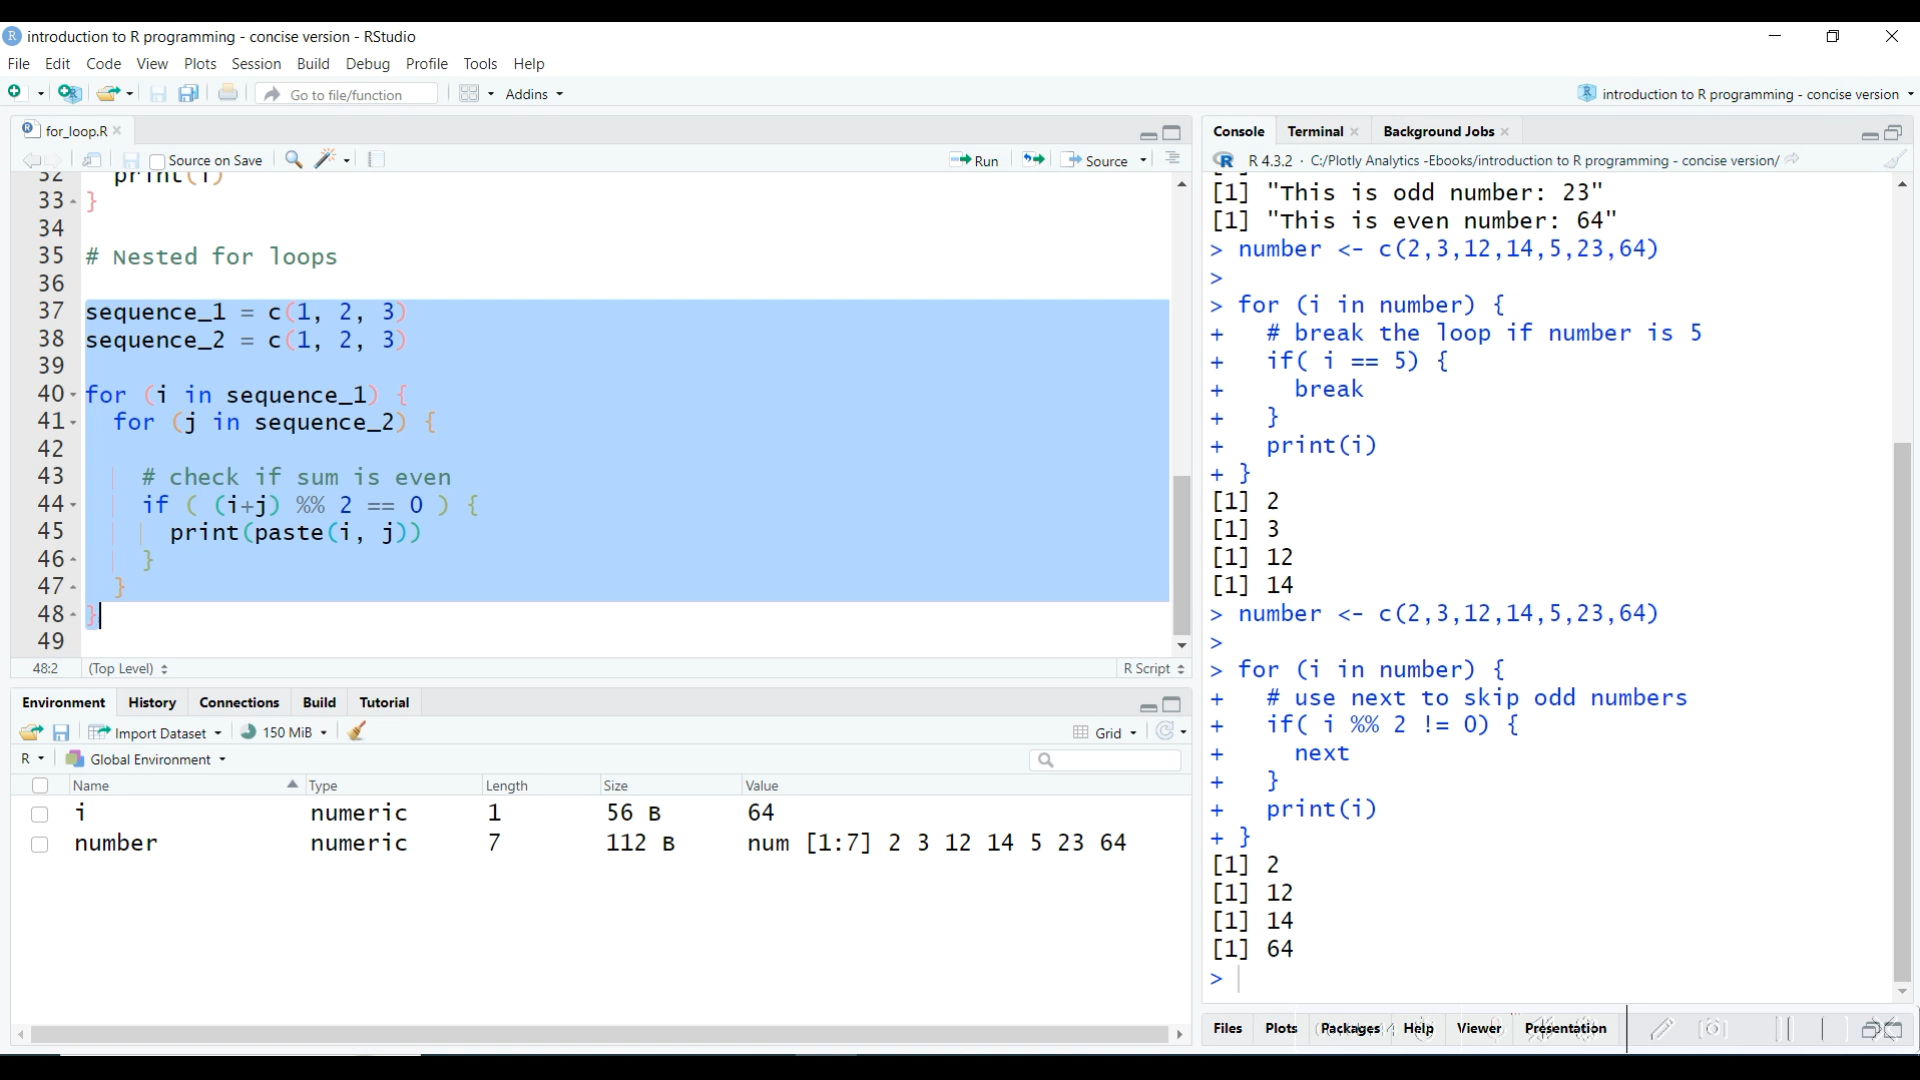 introduction to R programming - concise version - RStudio
File Edit Code View Plots Session Build Debug Profile Tools Help
Go to file/function Addins introduction to R programming - concise version
for_loop.R
Source on Save Run Source
32 print(i)
33 }
34
35 # Nested for loops
36
37 sequence_1 = c(1, 2, 3)
38 sequence_2 = c(1, 2, 3)
39
40 for (i in sequence_1) {
41 for (j in sequence_2) {
42
43 # check if sum is even
44 if ( (i+j) %% 2 == 0 ) {
45 print(paste(i, j))
46 }
47 }
48 }
49
48:2 (Top Level) R Script
Environment History Connections Build Tutorial
Import Dataset 150 MiB Grid
R Global Environment
Name Type Length Size Value
i numeric 1 56 B 64
number numeric 7 112 B num [1:7] 2 3 12 14 5 23 64
Console Terminal Background Jobs
R 4.3.2 · C:/Plotly Analytics -Ebooks/introduction to R programming - concise version/
[1] "This is odd number: 23"
[1] "This is even number: 64"
> number <- c(2,3,12,14,5,23,64)
>
> for (i in number) {
+ # break the loop if number is 5
+ if( i == 5) {
+ break
+ }
+ print(i)
+ }
[1] 2
[1] 3
[1] 12
[1] 14
> number <- c(2,3,12,14,5,23,64)
>
> for (i in number) {
+ # use next to skip odd numbers
+ if( i %% 2 != 0) {
+ next
+ }
+ print(i)
+ }
[1] 2
[1] 12
[1] 14
[1] 64
>
Files Plots Packages Help Viewer Presentation